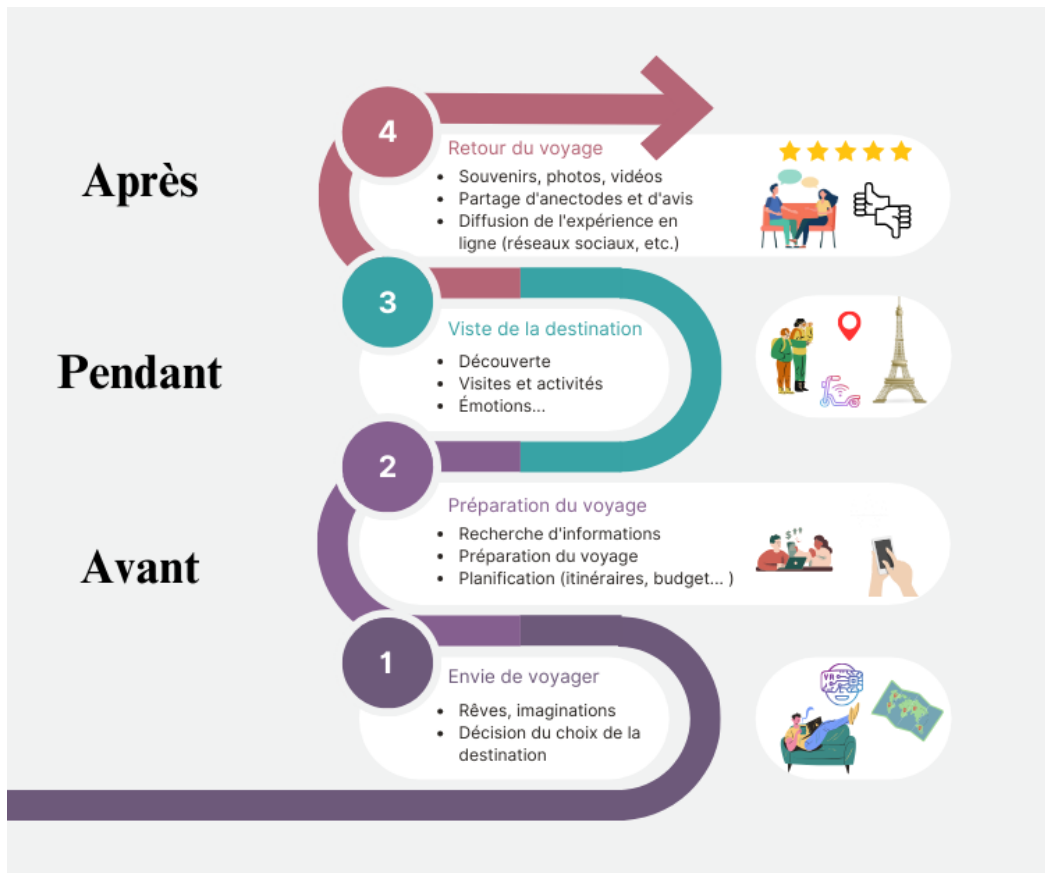 Après
4
Retour du voyage
• Souvenirs, photos, vidéos
• Partage d'anectodes et d'avis
• Diffusion de l'expérience en
ligne (réseaux sociaux, etc.)
Pendant
3
Viste de la destination
• Découverte
• Visites et activités
• Émotions...
Avant
2
Préparation du voyage
• Recherche d'informations
• Préparation du voyage
• Planification (itinéraires, budget... )
1
Envie de voyager
• Rêves, imaginations
• Décision du choix de la
destination
VR